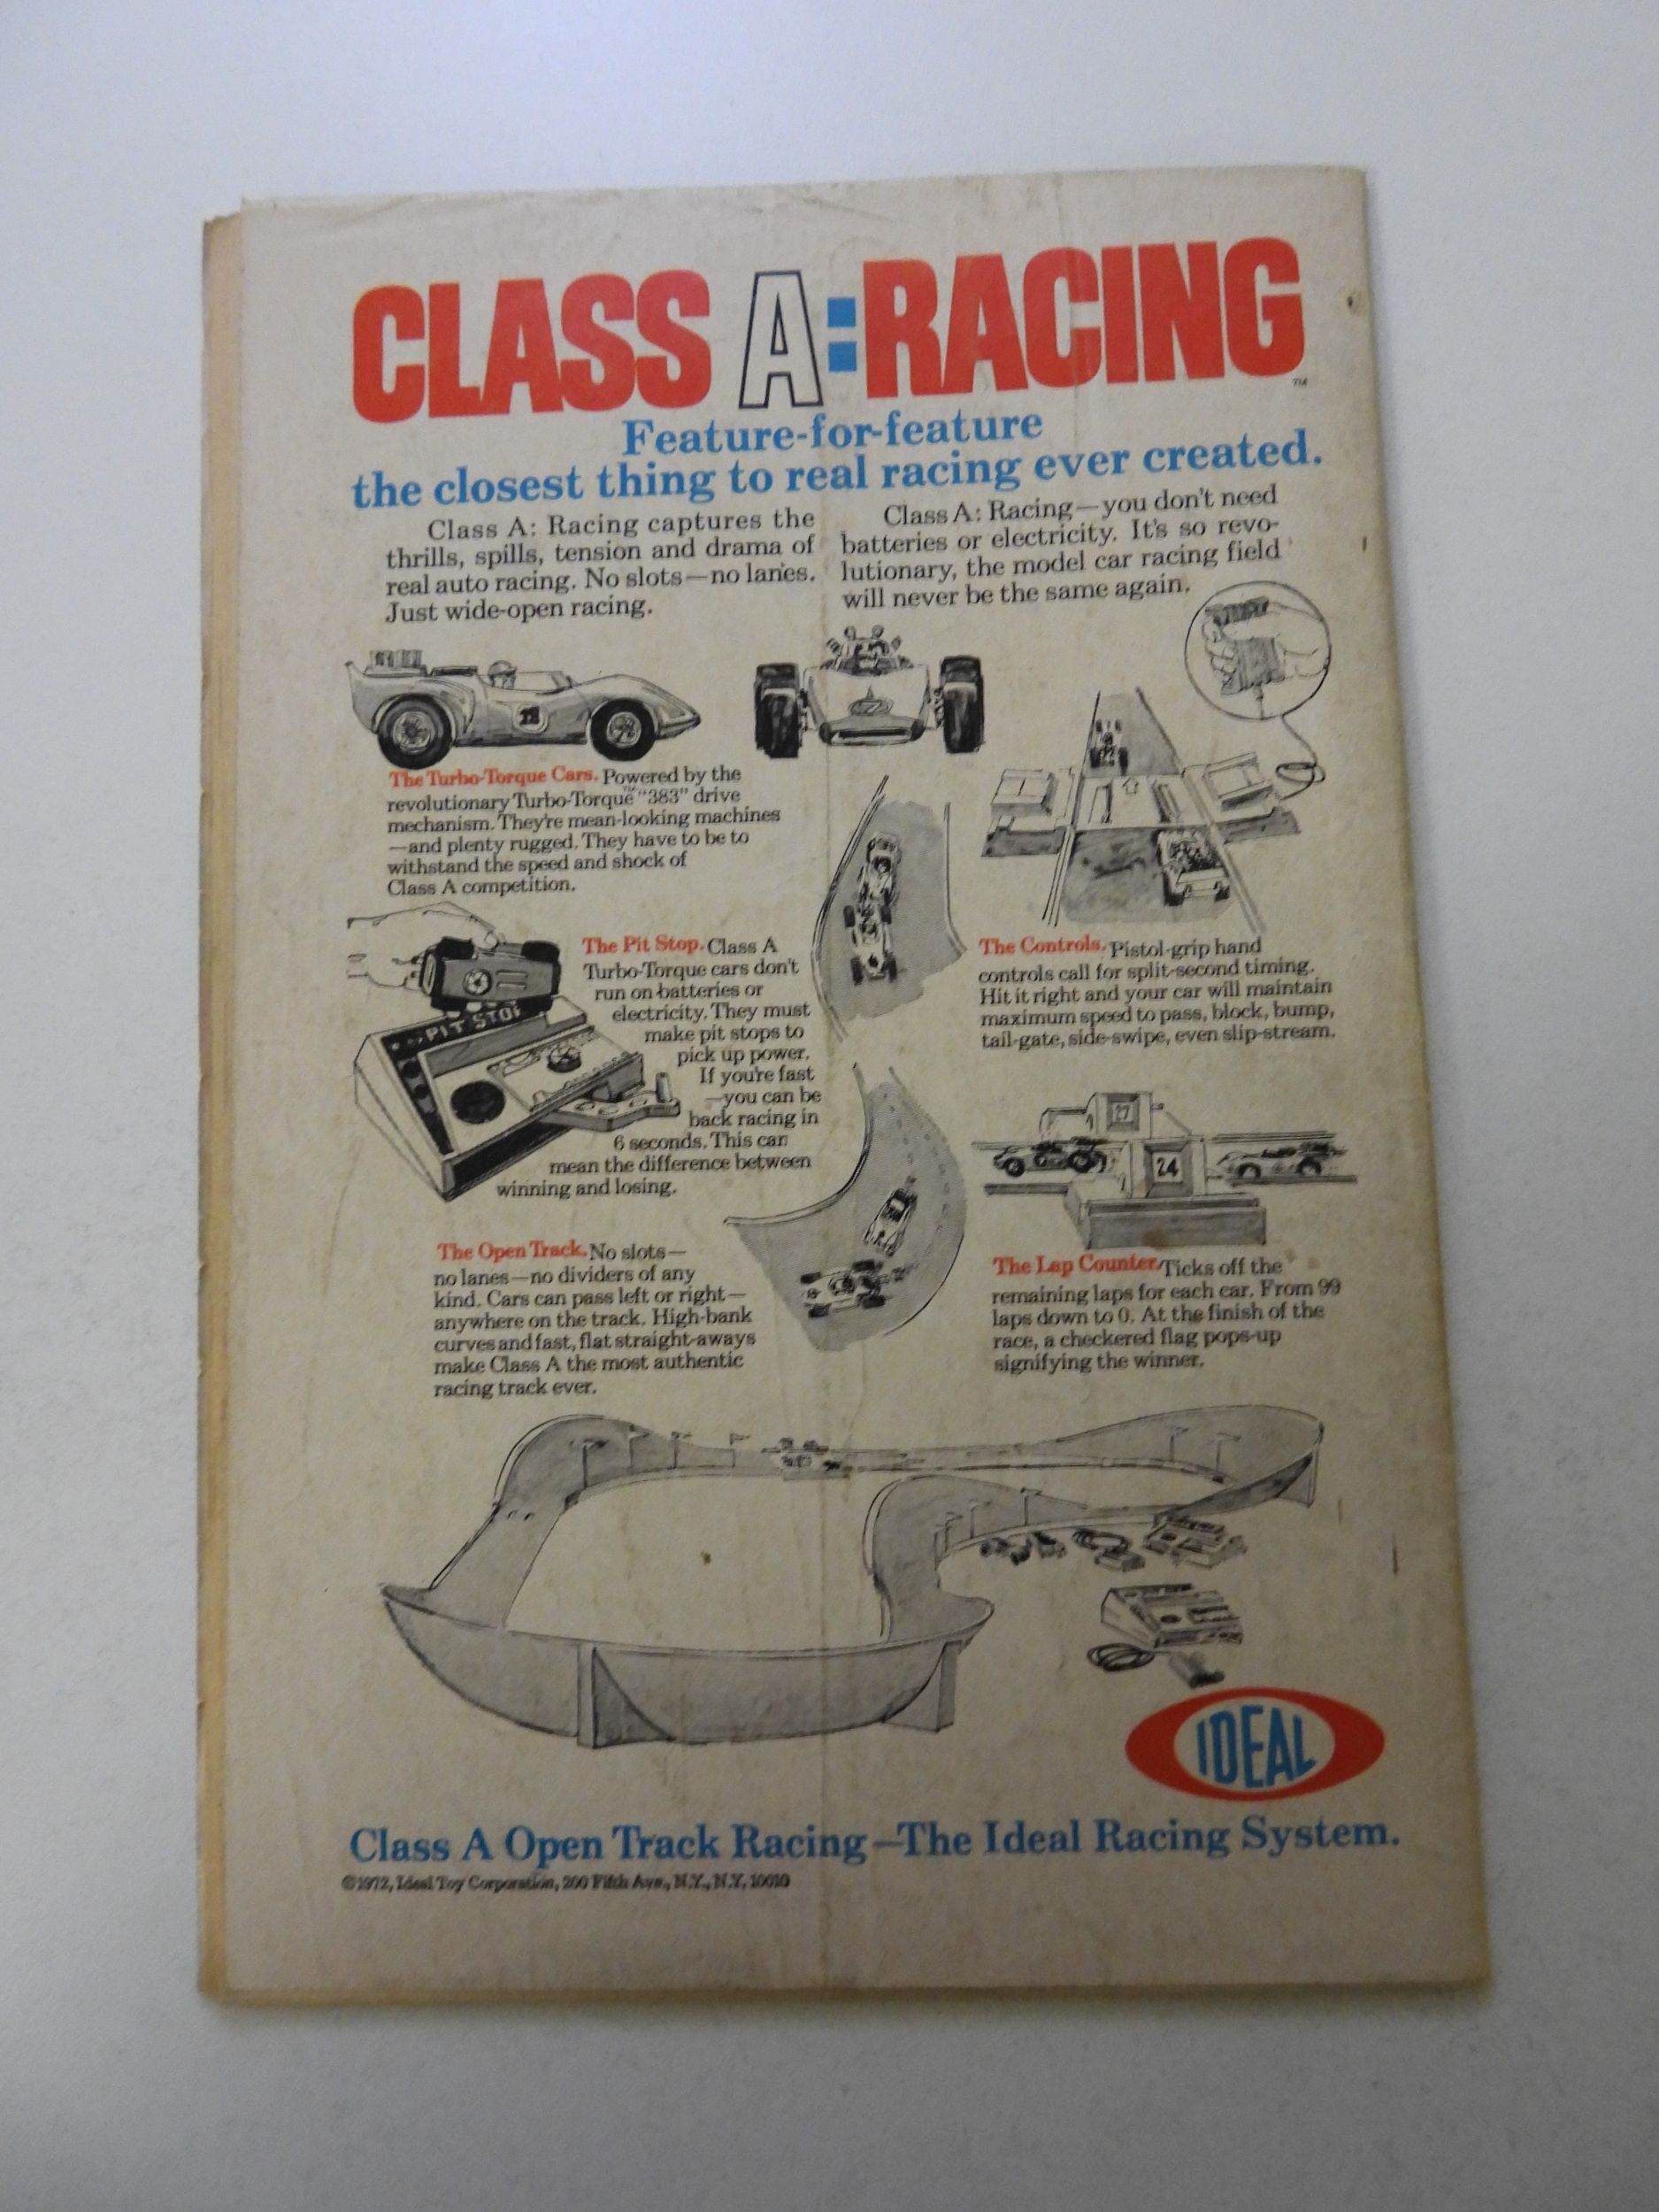 CLASS A:RACING
TM
Feature-for-feature
the closest thing to real racing ever created.
Class A: Racing captures the
thrills, spills, tension and drama of
real auto racing. No slots—no lanes.
Just wide-open racing.
Class A: Racing—you don't need
batteries or electricity. It's so revo-
lutionary, the model car racing field
will never be the same again.
The Turbo-Torque Cars. Powered by the
revolutionary Turbo-Torque™ "383" drive
mechanism. They're mean-looking machines
—and plenty rugged. They have to be to
withstand the speed and shock of
Class A competition.
PIT STOP
The Pit Stop. Class A
Turbo-Torque cars don't
run on batteries or
electricity. They must
make pit stops to
pick up power.
If you're fast
—you can be
back racing in
6 seconds. This can
mean the difference between
winning and losing.
The Controls. Pistol-grip hand
controls call for split-second timing.
Hit it right and your car will maintain
maximum speed to pass, block, bump,
tail-gate, side-swipe, even slip-stream.
27
24
The Open Track. No slots—
no lanes—no dividers of any
kind. Cars can pass left or right—
anywhere on the track. High-bank
curves and fast, flat straight-aways
make Class A the most authentic
racing track ever.
The Lap Counter. Ticks off the
remaining laps for each car. From 99
laps down to 0. At the finish of the
race, a checkered flag pops-up
signifying the winner.
IDEAL
Class A Open Track Racing—The Ideal Racing System.
©1972, Ideal Toy Corporation, 200 Fifth Ave., N.Y., N.Y. 10010